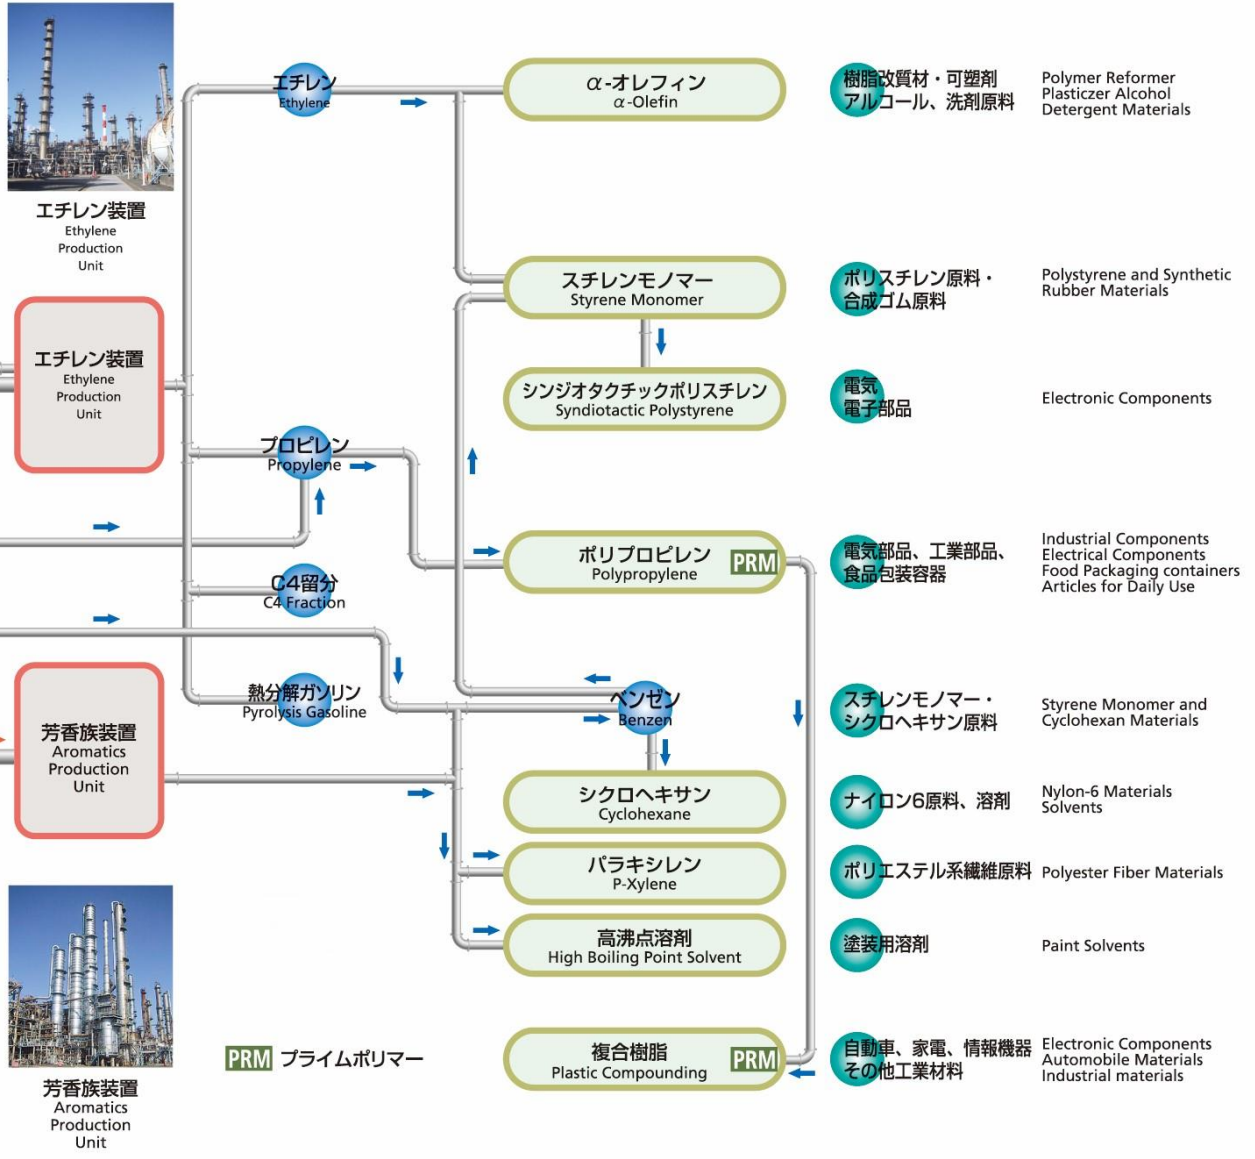 エチレン装置
Ethylene
Production
Unit
エチレン装置
Ethylene
Production
Unit
芳香族装置
Aromatics
Production
Unit
芳香族装置
Aromatics
Production
Unit
エチレン
Ethylene
プロピレン
Propylene
C4留分
C4 Fraction
熱分解ガソリン
Pyrolysis Gasoline
ベンゼン
Benzen
α-オレフィン
α-Olefin
樹脂改質材・可塑剤
アルコール、洗剤原料
Polymer Reformer
Plasticzer Alcohol
Detergent Materials
スチレンモノマー
Styrene Monomer
ポリスチレン原料・
合成ゴム原料
Polystyrene and Synthetic
Rubber Materials
シンジオタクチックポリスチレン
Syndiotactic Polystyrene
電気
電子部品
Electronic Components
ポリプロピレン
Polypropylene
PRM
電気部品、工業部品、
食品包装容器
Industrial Components
Electrical Components
Food Packaging containers
Articles for Daily Use
スチレンモノマー・
シクロヘキサン原料
Styrene Monomer and
Cyclohexan Materials
シクロヘキサン
Cyclohexane
ナイロン6原料、溶剤
Nylon-6 Materials
Solvents
パラキシレン
P-Xylene
ポリエステル系繊維原料
Polyester Fiber Materials
高沸点溶剤
High Boiling Point Solvent
塗装用溶剤
Paint Solvents
複合樹脂
Plastic Compounding
PRM
自動車、家電、情報機器
その他工業材料
Electronic Components
Automobile Materials
Industrial materials
PRM プライムポリマー